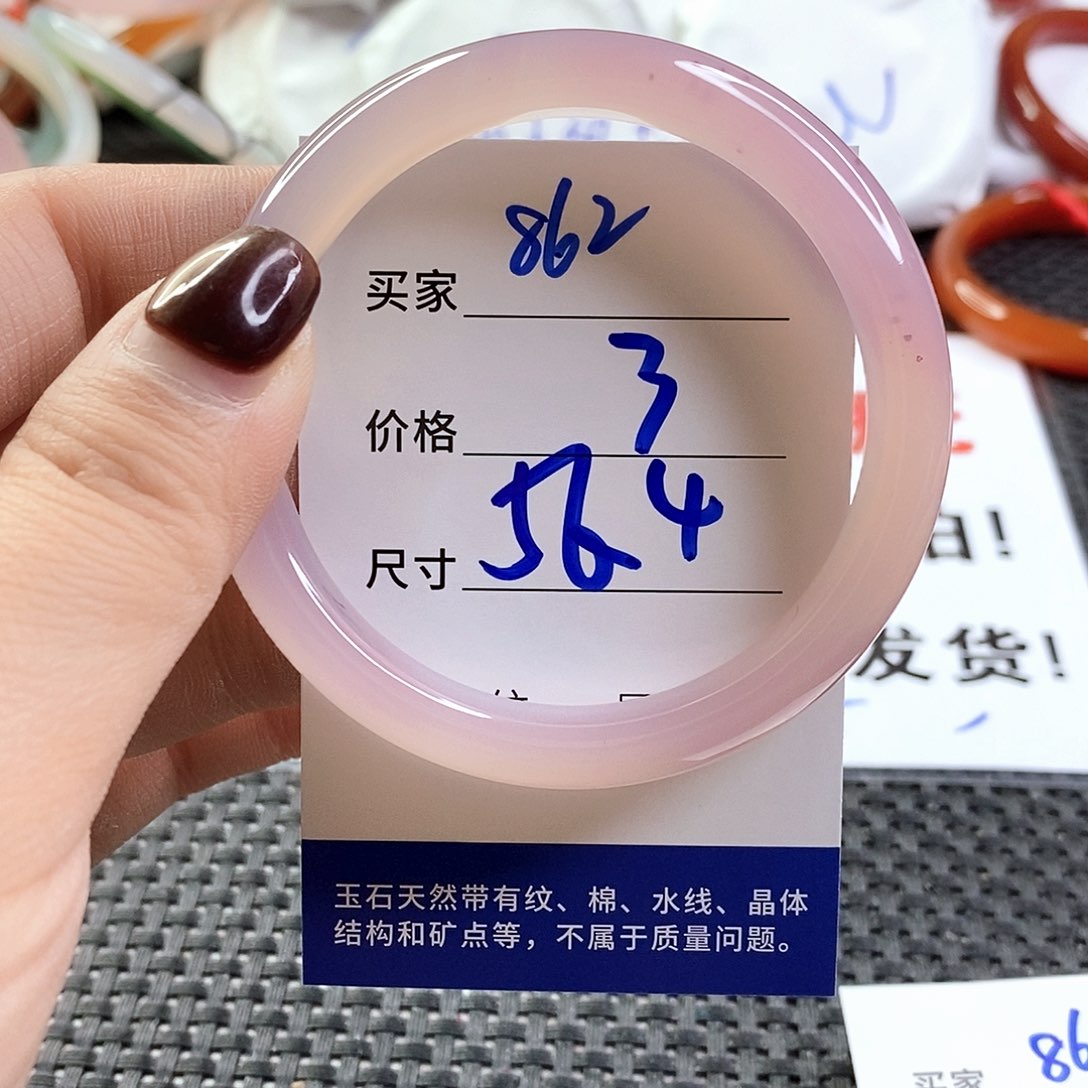 862
买家
3
价格
56 4
尺寸
玉石天然带有纹、棉、水线、晶体
结构和矿点等，不属于质量问题。
发货!
买家